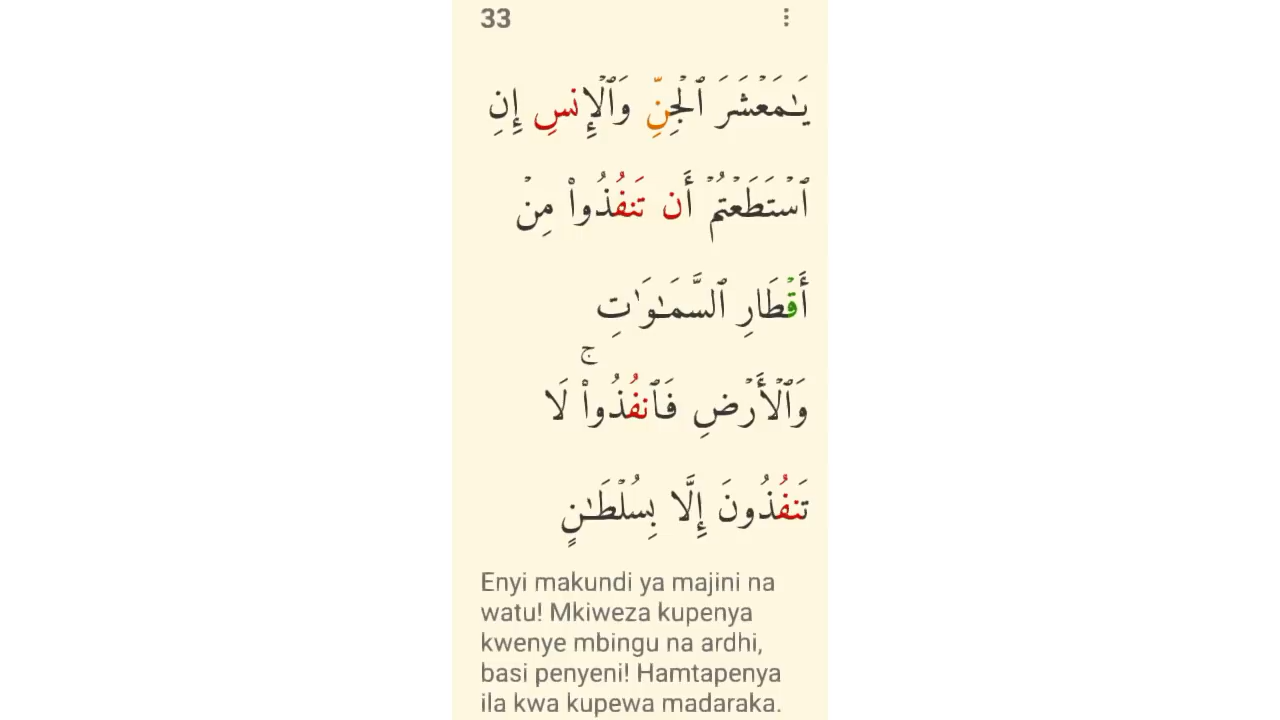 33
يَٰمَعۡشَرَ ٱلۡجِنِّ وَٱلۡإِنسِ إِنِ
ٱسۡتَطَعۡتُمۡ أَن تَنفُذُواْ مِنۡ
أَقۡطَارِ ٱلسَّمَٰوَٰتِ
وَٱلۡأَرۡضِ فَٱنفُذُواْۚ لَا
تَنفُذُونَ إِلَّا بِسُلۡطَٰنٖ
Enyi makundi ya majini na
watu! Mkiweza kupenya
kwenye mbingu na ardhi,
basi penyeni! Hamtapenya
ila kwa kupewa madaraka.